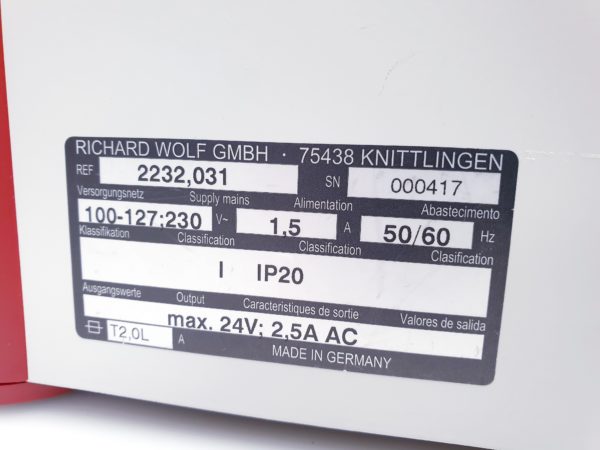 RICHARD WOLF GMBH · 75438 KNITTLINGEN
REF 2232,031 SN 000417
Versorgungsnetz Supply mains Alimentation Abastecimento
100-127;230 V~ 1,5 A 50/60 Hz
Klassifikation Classification Classification Clasification
I IP20
Ausgangswerte Output Caracteristiques de sortie Valores de salida
max. 24V; 2,5A AC
T2,0L A MADE IN GERMANY